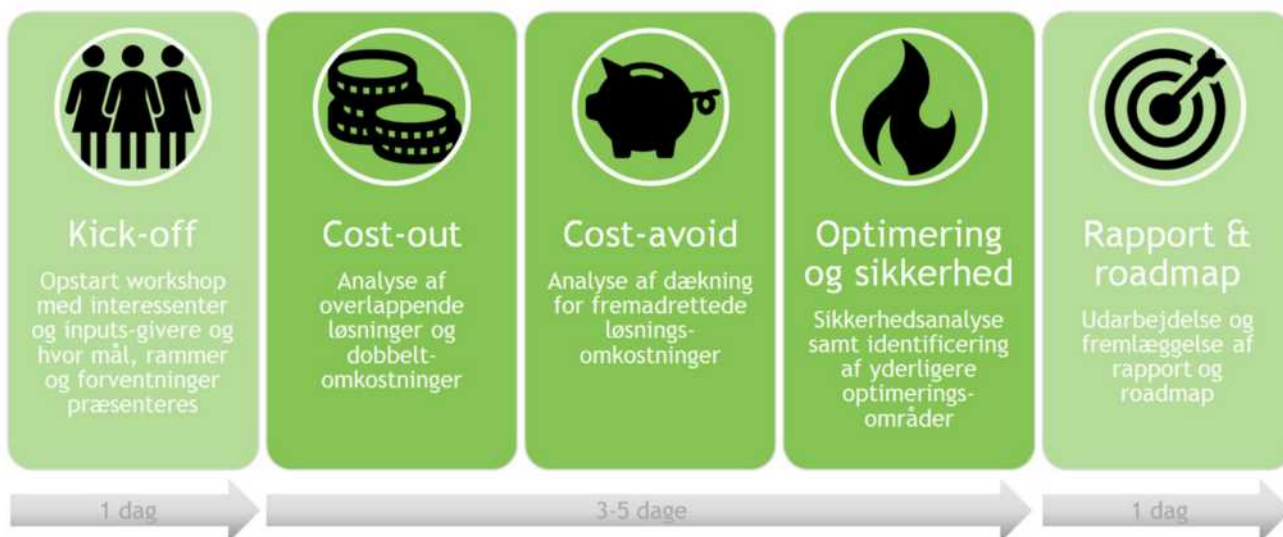 Kick-off
Opstart workshop
med interessenter
og inputs-givere og
hvor mål, rammer
og forventninger
præsenteres
Cost-out
Analyse af
overlappende
løsninger og
dobbelt-
omkostninger
Cost-avoid
Analyse af dækning
for fremadrettede
løsnings-
omkostninger
Optimering
og sikkerhed
Sikkerhedsanalyse
samt identificering
af yderligere
optimerings-
områder
Rapport &
roadmap
Udarbejdelse og
fremlæggelse af
rapport og
roadmap
1 dag
3-5 dage
1 dag